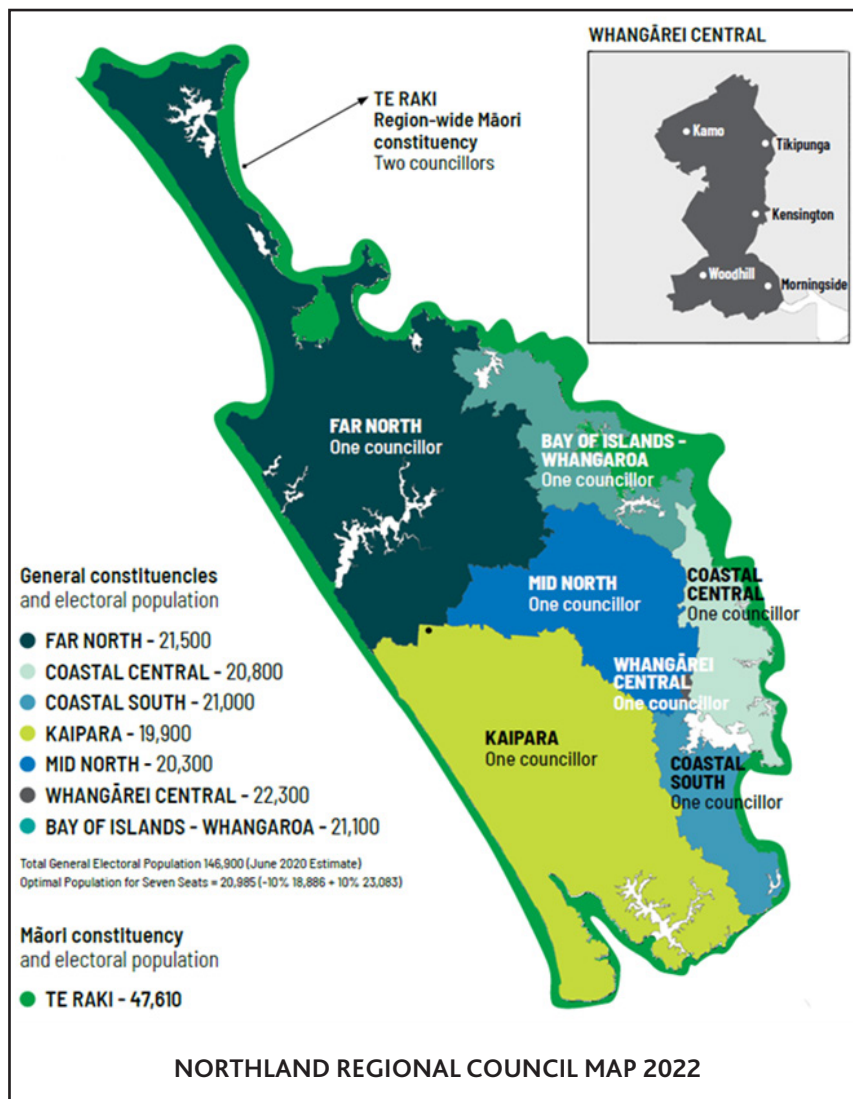 WHANGĀREI CENTRAL
Kamo
Tikipunga
Kensington
Woodhill
Morningside
TE RAKI
Region-wide Māori
constituency
Two councillors
FAR NORTH
One councillor
BAY OF ISLANDS -
WHANGAROA
One councillor
MID NORTH
One councillor
COASTAL
CENTRAL
One councillor
WHANGĀREI
CENTRAL
One councillor
KAIPARA
One councillor
COASTAL
SOUTH
One councillor
General constituencies
and electoral population
FAR NORTH - 21,500
COASTAL CENTRAL - 20,800
COASTAL SOUTH - 21,000
KAIPARA - 19,900
MID NORTH - 20,300
WHANGĀREI CENTRAL - 22,300
BAY OF ISLANDS - WHANGAROA - 21,100
Total General Electoral Population 146,900 (June 2020 Estimate)
Optimal Population for Seven Seats = 20,985 (-10% 18,886 + 10% 23,083)
Māori constituency
and electoral population
TE RAKI - 47,610
NORTHLAND REGIONAL COUNCIL MAP 2022